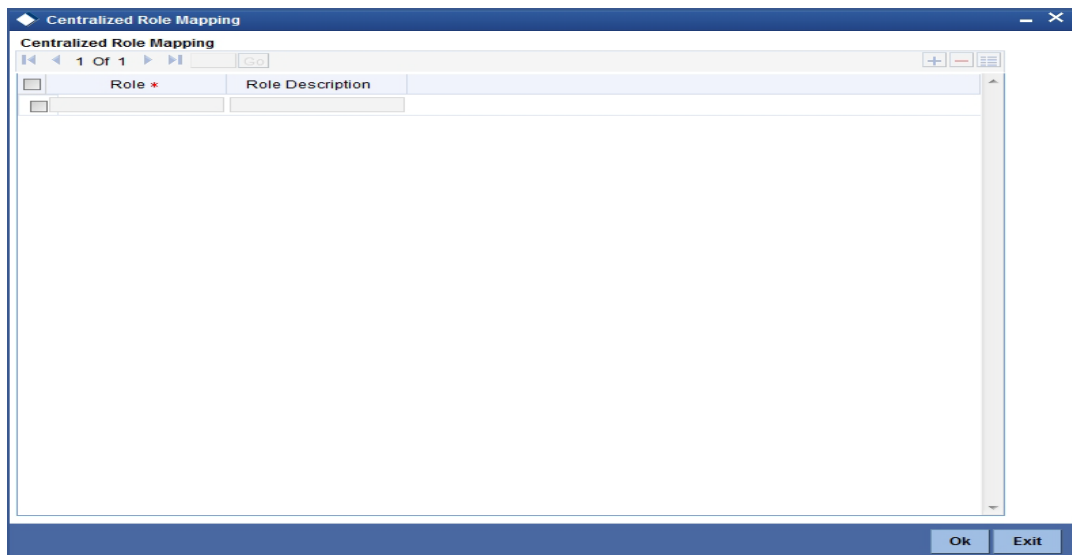 Centralized Role Mapping
Centralized Role Mapping
1 Of 1 Go
Role * Role Description
Ok Exit